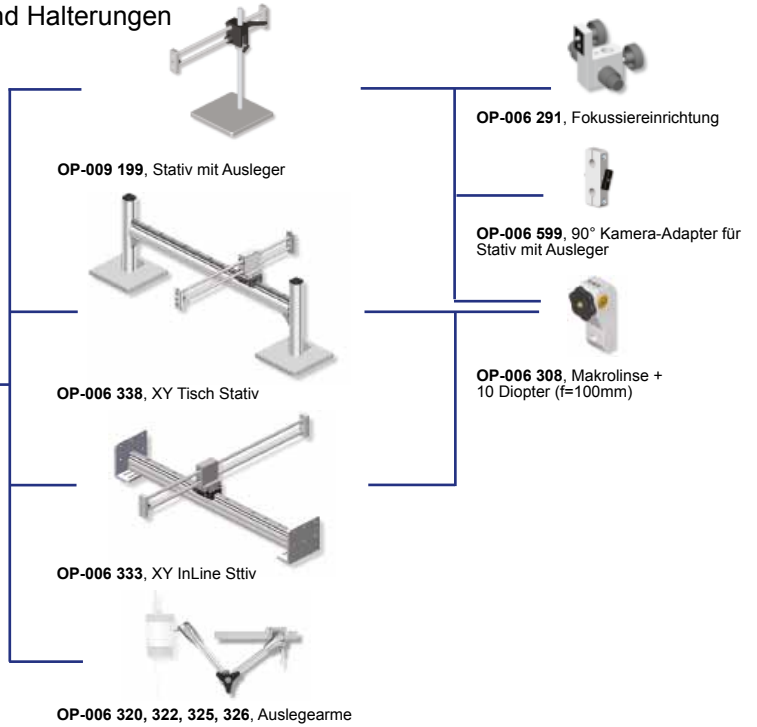 nd Halterungen
OP-009 199, Stativ mit Ausleger
OP-006 338, XY Tisch Stativ
OP-006 333, XY InLine Sttiv
OP-006 320, 322, 325, 326, Auslegearme
OP-006 291, Fokussiereinrichtung
OP-006 599, 90° Kamera-Adapter für
Stativ mit Ausleger
OP-006 308, Makrolinse +
10 Diopter (f=100mm)